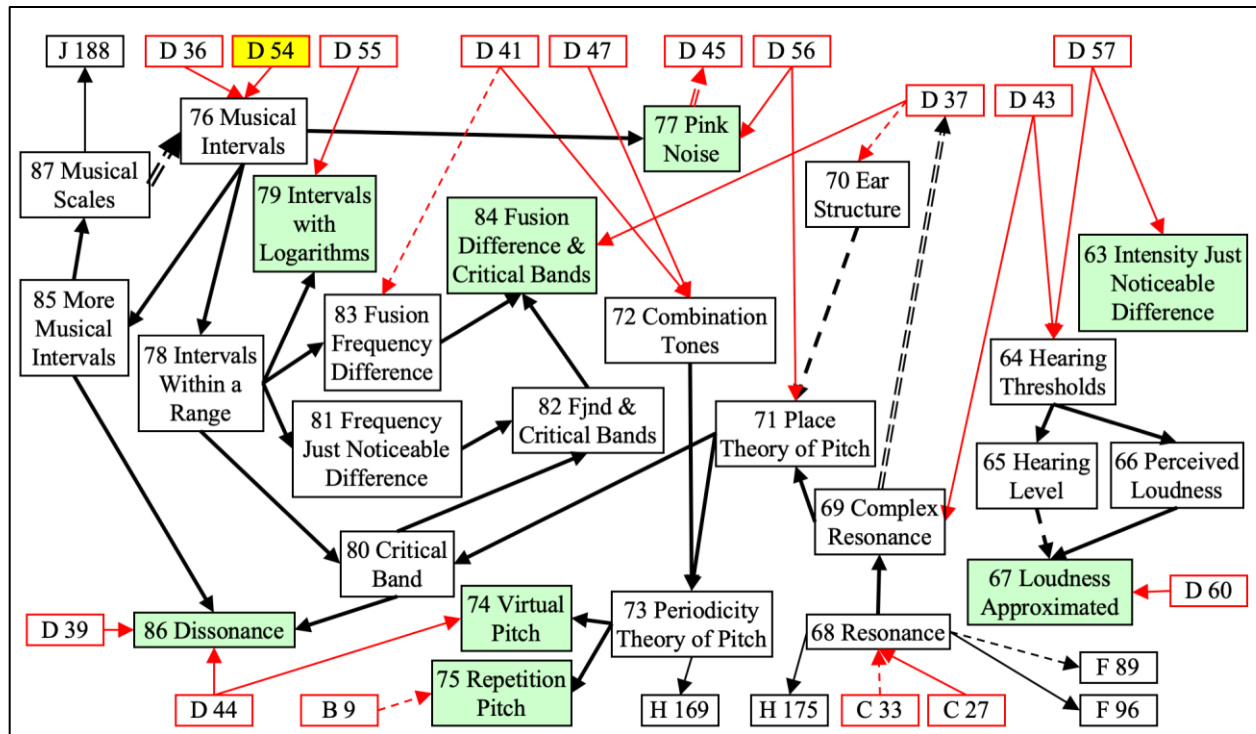 J 188
D 36
D 54
D 55
D 41
D 47
D 45
D 56
D 57
D 37
D 43
76 Musical
Intervals
77 Pink
Noise
87 Musical
Scales
70 Ear
Structure
79 Intervals
with
Logarithms
84 Fusion
Difference &
Critical Bands
63 Intensity Just
Noticeable
Difference
85 More
Musical
Intervals
83 Fusion
Frequency
Difference
72 Combination
Tones
78 Intervals
Within a
Range
64 Hearing
Thresholds
82 Fjnd &
Critical Bands
81 Frequency
Just Noticeable
Difference
71 Place
Theory of Pitch
65 Hearing
Level
66 Perceived
Loudness
69 Complex
Resonance
80 Critical
Band
67 Loudness
Approximated
D 60
74 Virtual
Pitch
73 Periodicity
Theory of Pitch
D 39
86 Dissonance
68 Resonance
75 Repetition
Pitch
F 89
D 44
B 9
H 169
H 175
C 33
C 27
F 96